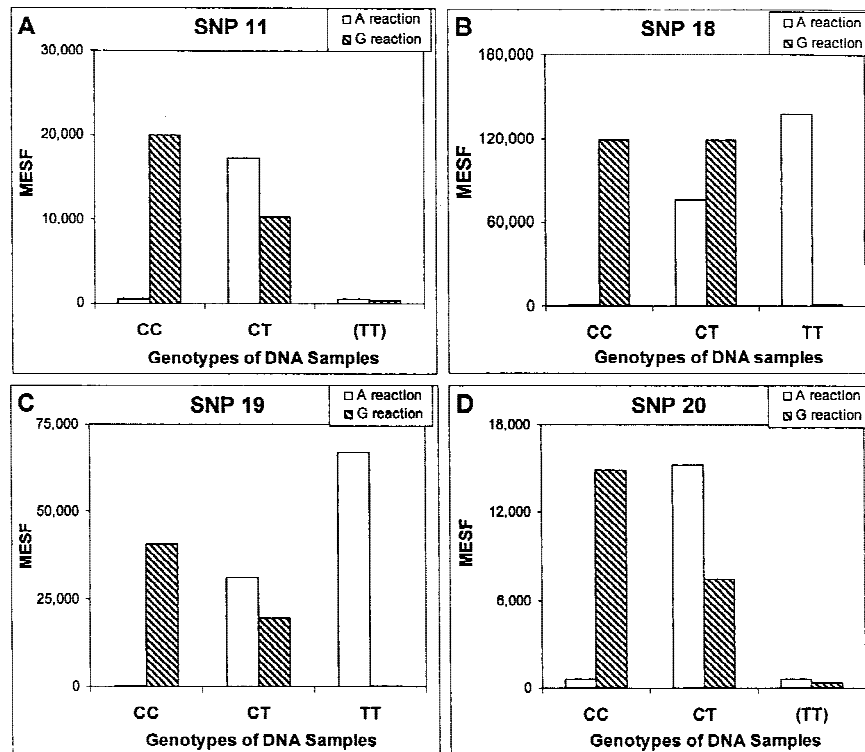 A
SNP 11
A reaction
G reaction
MESF
30,000
20,000
10,000
0
CC CT (TT)
Genotypes of DNA Samples
B
SNP 18
A reaction
G reaction
MESF
180,000
120,000
60,000
0
CC CT TT
Genotypes of DNA samples
C
SNP 19
A reaction
G reaction
MESF
75,000
50,000
25,000
0
CC CT TT
Genotypes of DNA Samples
D
SNP 20
A reaction
G reaction
MESF
18,000
12,000
6,000
0
CC CT (TT)
Genotypes of DNA Samples